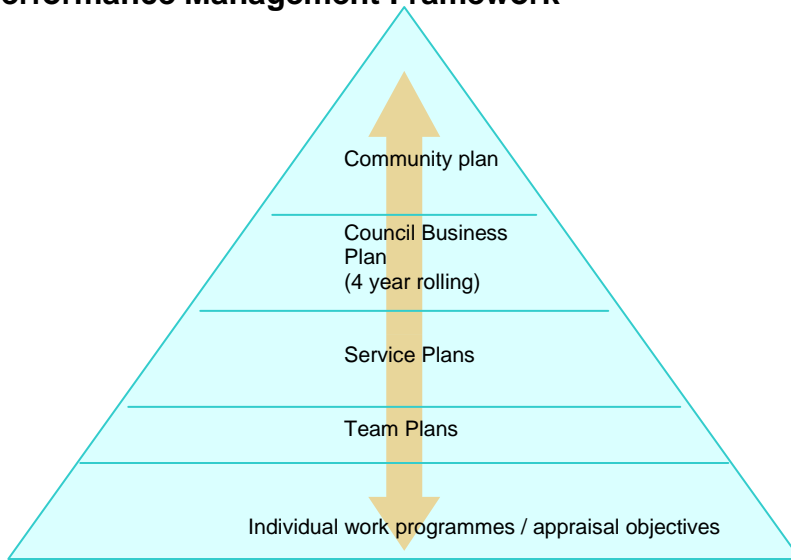 erformance Management Framework
Community plan
Council Business
Plan
(4 year rolling)
Service Plans
Team Plans
Individual work programmes / appraisal objectives